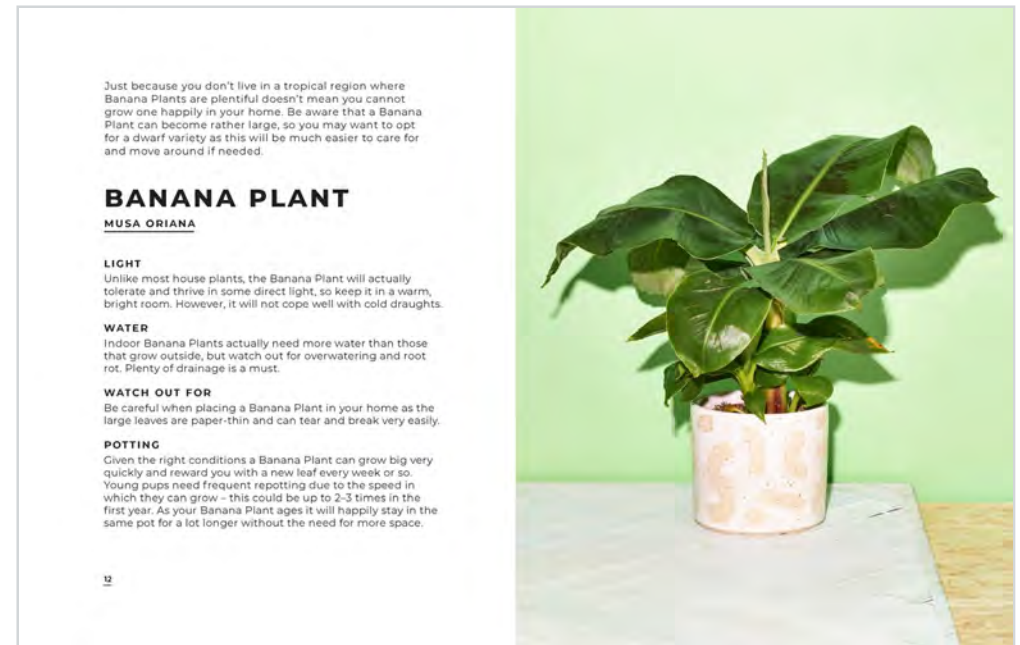 Just because you don't live in a tropical region where
Banana Plants are plentiful doesn't mean you cannot
grow one happily in your home. Be aware that a Banana
Plant can become rather large, so you may want to opt
for a dwarf variety as this will be much easier to care for
and move around if needed.
BANANA PLANT
MUSA ORIANA
LIGHT
Unlike most house plants, the Banana Plant will actually
tolerate and thrive in some direct light, so keep it in a warm,
bright room. However, it will not cope well with cold draughts.
WATER
Indoor Banana Plants actually need more water than those
that grow outside, but watch out for overwatering and root
rot. Plenty of drainage is a must.
WATCH OUT FOR
Be careful when placing a Banana Plant in your home as the
large leaves are paper-thin and can tear and break very easily.
POTTING
Given the right conditions a Banana Plant can grow big very
quickly and reward you with a new leaf every week or so.
Young pups need frequent repotting due to the speed in
which they can grow – this could be up to 2–3 times in the
first year. As your Banana Plant ages it will happily stay in the
same pot for a lot longer without the need for more space.
12